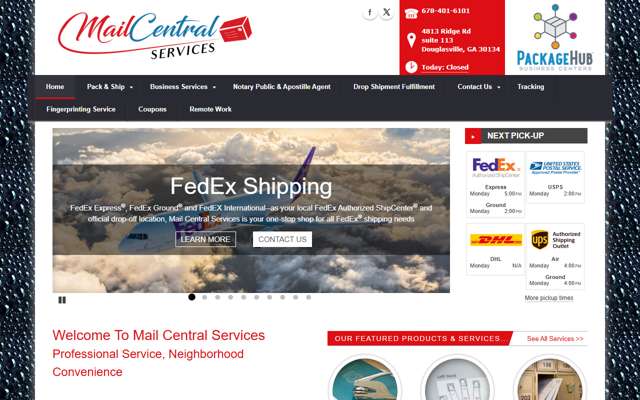 MailCentral
SERVICES
678-401-6101
4813 Ridge Rd
suite 113
Douglasville, GA 30134
Today: Closed
PACKAGEHUB
BUSINESS CENTERS
Home
Pack & Ship
Business Services
Notary Public & Apostille Agent
Drop Shipment Fulfillment
Contact Us
Tracking
Fingerprinting Service
Coupons
Remote Work
FedEx Shipping
FedEx Express®, FedEx Ground® and FedEX International–as your local FedEx Authorized ShipCenter® and
official drop-off location, Mail Central Services is your one-stop shop for all FedEx® shipping needs
LEARN MORE
CONTACT US
NEXT PICK-UP
FedEx
Authorized ShipCenter
Express
Monday 5:00PM
Ground
Monday 2:00PM
UNITED STATES
POSTAL SERVICE
Approved Postal Provider
USPS
Monday 2:00PM
DHL
DHL
Monday N/A
ups
Authorized
Shipping
Outlet
Air
Monday 4:00PM
Ground
Monday 4:00PM
More pickup times
Welcome To Mail Central Services
Professional Service, Neighborhood
Convenience
OUR FEATURED PRODUCTS & SERVICES...
See All Services >>